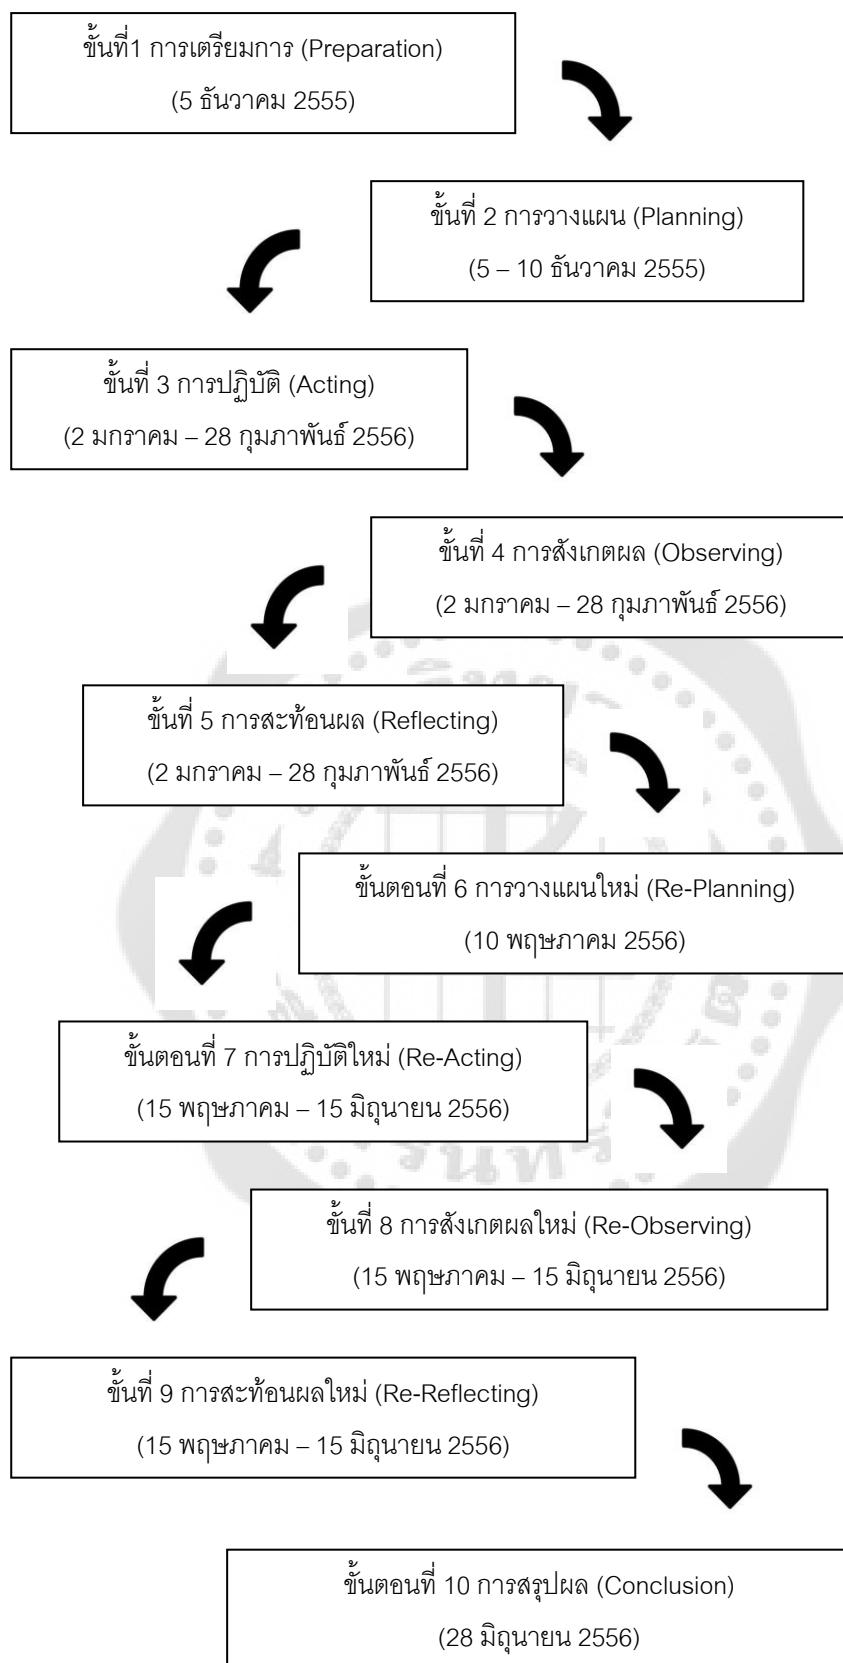 ขั้นที่1 การเตรียมการ (Preparation)
(5 ธันวาคม 2555)
ขั้นที่ 2 การวางแผน (Planning)
(5 – 10 ธันวาคม 2555)
ขั้นที่ 3 การปฏิบัติ (Acting)
(2 มกราคม – 28 กุมภาพันธ์ 2556)
ขั้นที่ 4 การสังเกตผล (Observing)
(2 มกราคม – 28 กุมภาพันธ์ 2556)
ขั้นที่ 5 การสะท้อนผล (Reflecting)
(2 มกราคม – 28 กุมภาพันธ์ 2556)
ขั้นตอนที่ 6 การวางแผนใหม่ (Re-Planning)
(10 พฤษภาคม 2556)
ขั้นตอนที่ 7 การปฏิบัติใหม่ (Re-Acting)
(15 พฤษภาคม – 15 มิถุนายน 2556)
ขั้นที่ 8 การสังเกตผลใหม่ (Re-Observing)
(15 พฤษภาคม – 15 มิถุนายน 2556)
ขั้นที่ 9 การสะท้อนผลใหม่ (Re-Reflecting)
(15 พฤษภาคม – 15 มิถุนายน 2556)
ขั้นตอนที่ 10 การสรุปผล (Conclusion)
(28 มิถุนายน 2556)